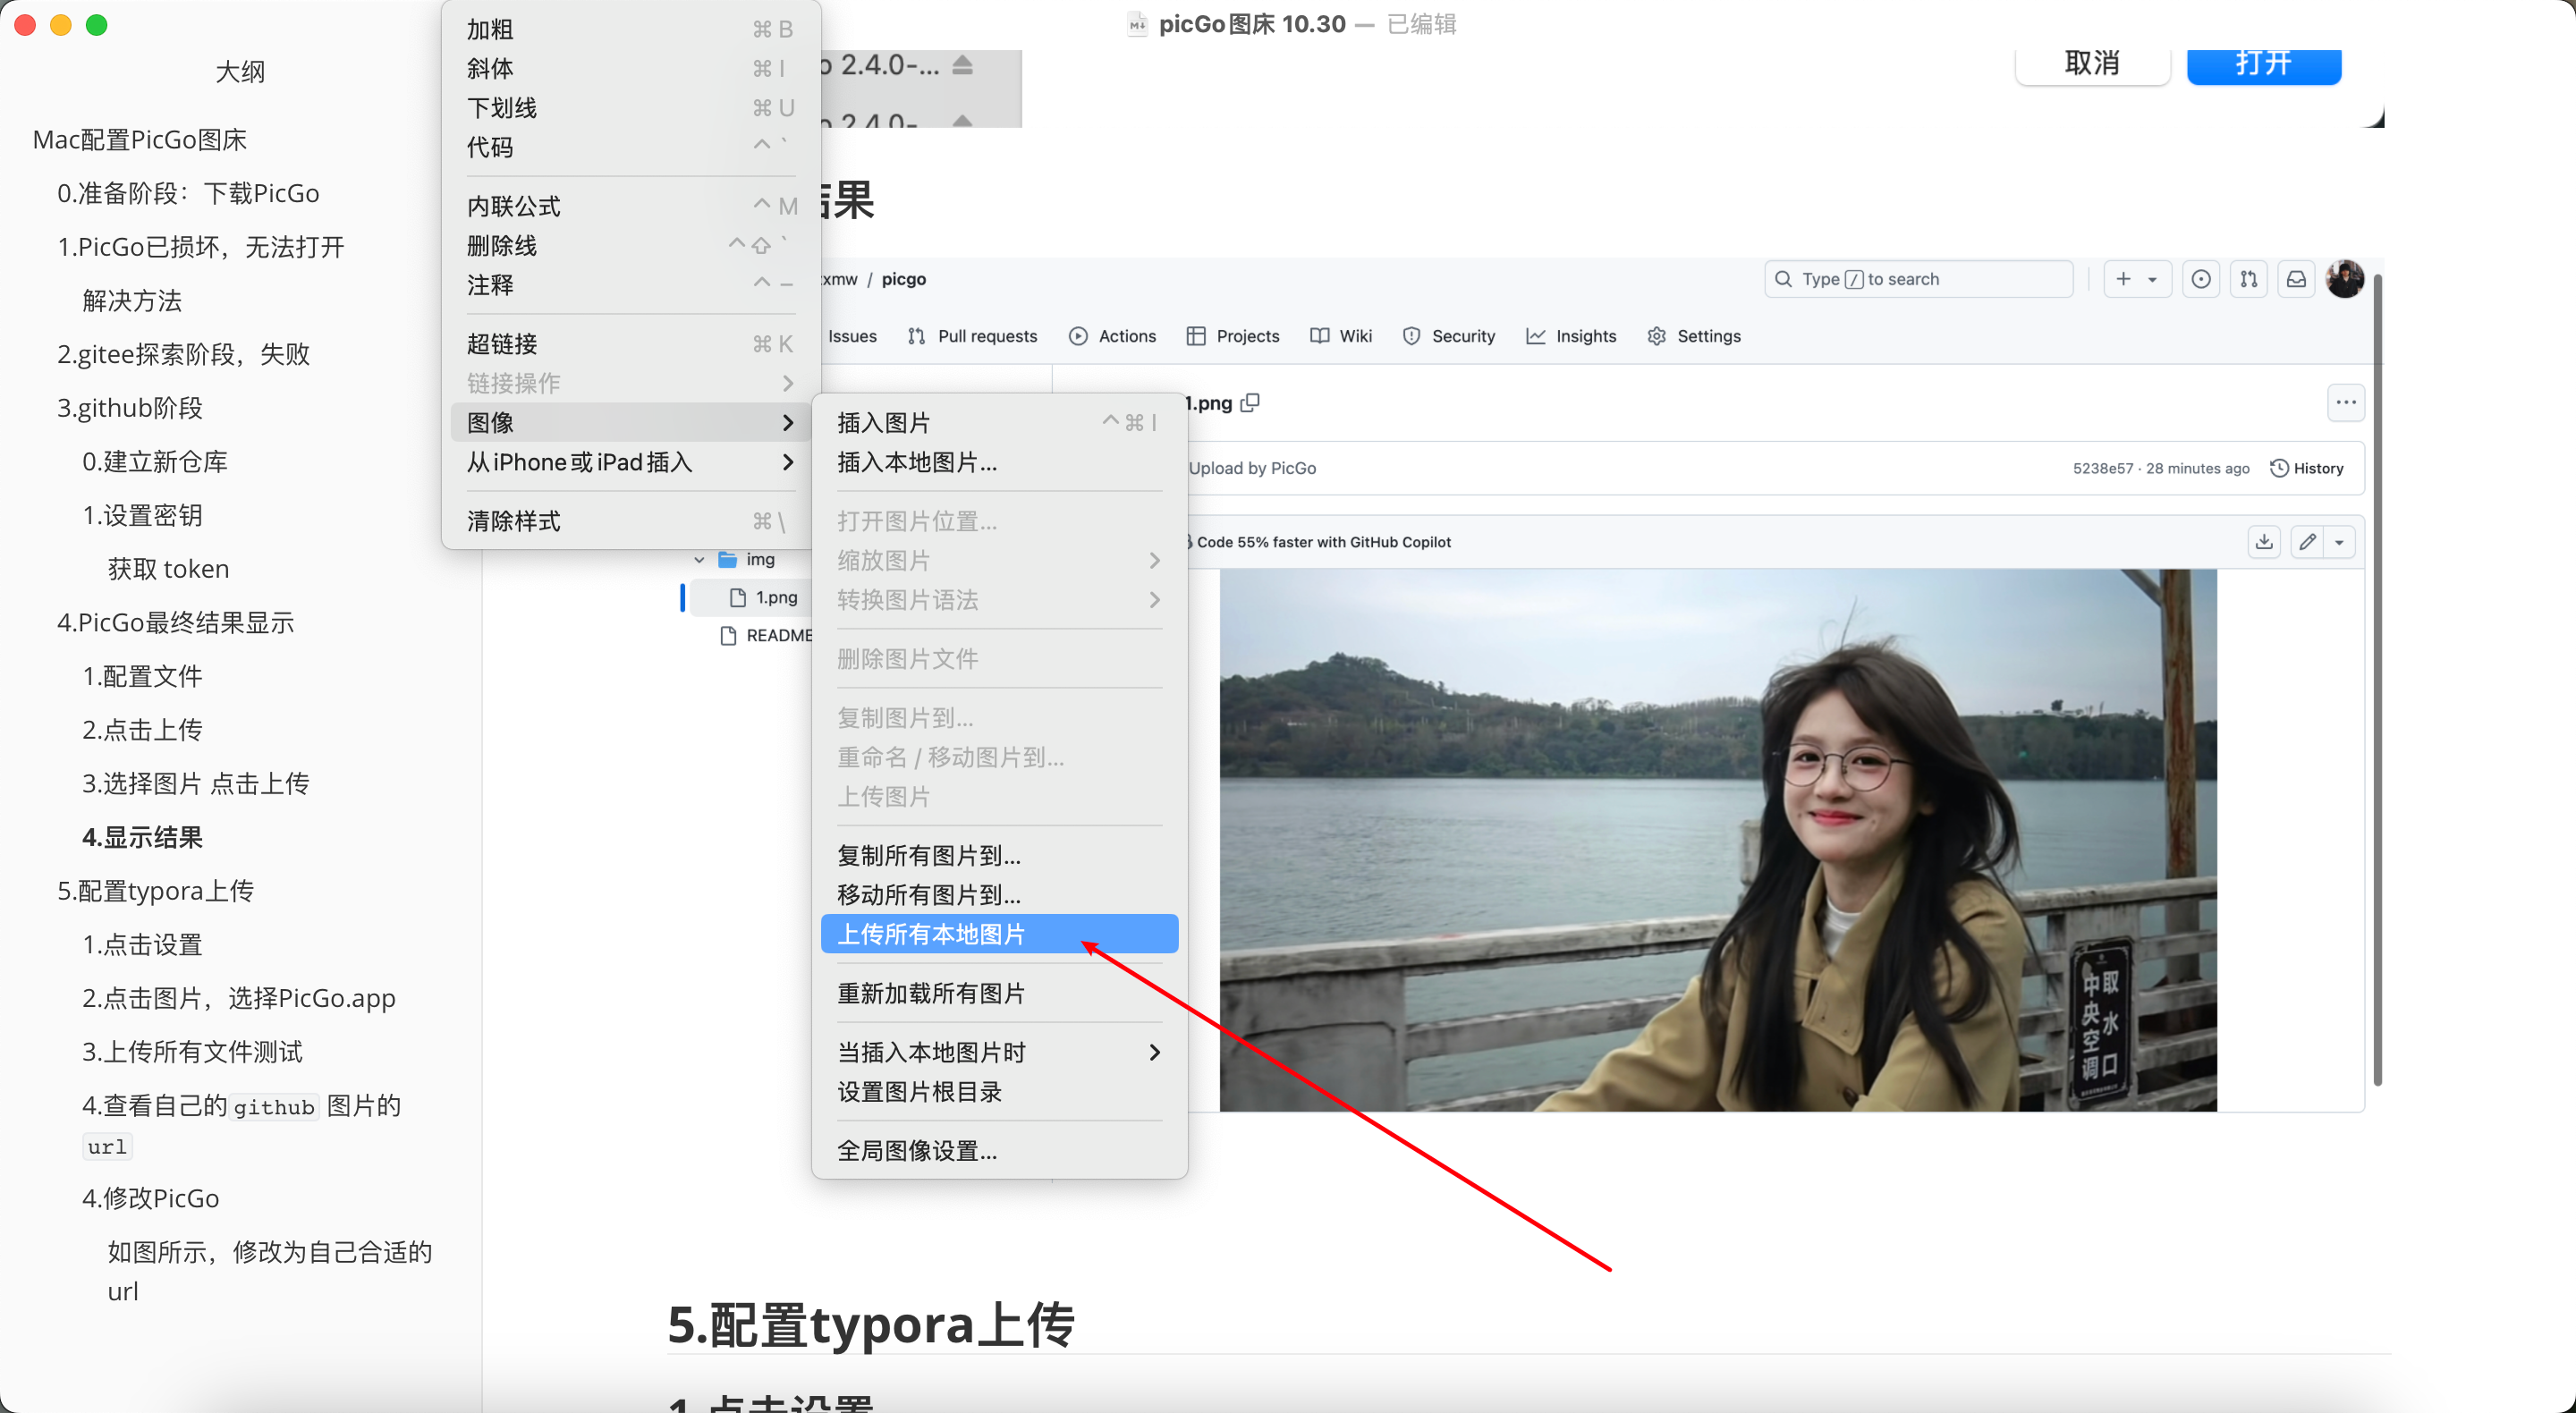 picGo图床 10.30 — 已编辑
大纲
Mac配置PicGo图床
0.准备阶段：下载PicGo
1.PicGo已损坏，无法打开
解决方法
2.gitee探索阶段，失败
3.github阶段
0.建立新仓库
1.设置密钥
获取 token
4.PicGo最终结果显示
1.配置文件
2.点击上传
3.选择图片 点击上传
4.显示结果
5.配置typora上传
1.点击设置
2.点击图片，选择PicGo.app
3.上传所有文件测试
4.查看自己的github 图片的
url
4.修改PicGo
如图所示，修改为自己合适的
url
加粗 ⌘ B
斜体 ⌘ I
下划线 ⌘ U
代码 ^ `
内联公式 ^ M
删除线 ^ ⇧ `
注释 ^ –
超链接 ⌘ K
链接操作
图像
从 iPhone 或 iPad 插入
清除样式 ⌘ \
插入图片 ^ ⌘ I
插入本地图片...
打开图片位置...
缩放图片
转换图片语法
删除图片文件
复制图片到...
重命名 / 移动图片到...
上传图片
复制所有图片到...
移动所有图片到...
上传所有本地图片
重新加载所有图片
当插入本地图片时
设置图片根目录
全局图像设置...
o 2.4.0-...
取消 打开
果
xmw / picgo
Type / to search
Issues Pull requests Actions Projects Wiki Security Insights Settings
1.png
Upload by PicGo 5238e57 · 28 minutes ago History
Code 55% faster with GitHub Copilot
img
1.png
README
取水口
中央空调
5.配置typora上传
1.点击设置